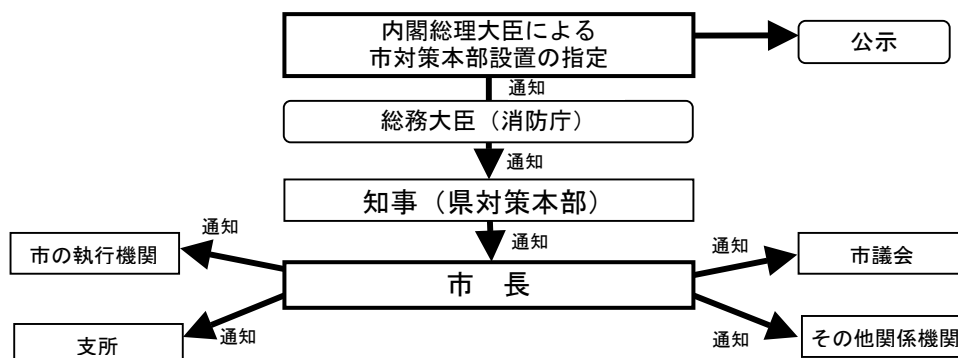 内閣総理大臣による
市対策本部設置の指定
公示
通知
総務大臣（消防庁）
通知
知事（県対策本部）
通知
通知
通知
市の執行機関
市議会
市　長
通知
通知
支所
その他関係機関